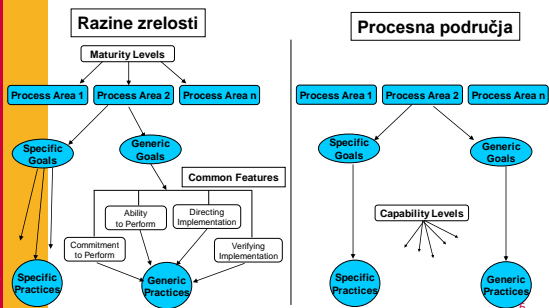 Razine zrelosti
Maturity Levels
Process Area 1
Process Area 2
Process Area n
Specific
Goals
Generic
Goals
Common Features
Ability
to Perform
Directing
Implementation
Commitment
to Perform
Verifying
Implementation
Specific
Practices
Generic
Practices
Procesna područja
Process Area 1
Process Area 2
Process Area n
Specific
Goals
Generic
Goals
Capability Levels
Specific
Practices
Generic
Practices